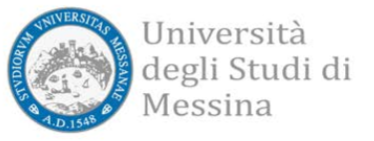 STVDIORVM VNIVERSITAS MESSANAE
A.D.1548
Università
degli Studi di
Messina